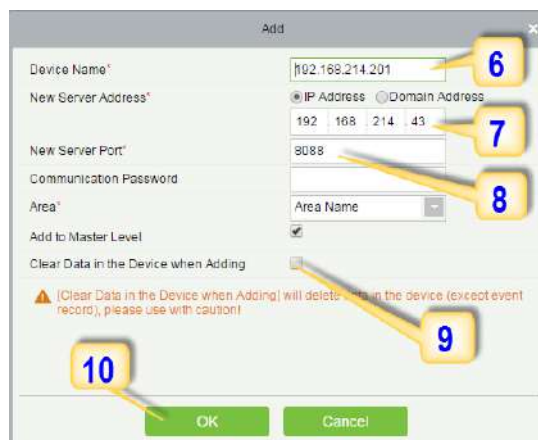 Add
Device Name* 192.168.214.201 6
New Server Address* IP Address Domain Address
192 . 168 . 214 . 43 7
New Server Port* 8088
Communication Password 8
Area* Area Name
Add to Master Level
Clear Data in the Device when Adding
[Clear Data in the Device when Adding] will delete data in the device (except event
record), please use with caution!
9
10
OK Cancel